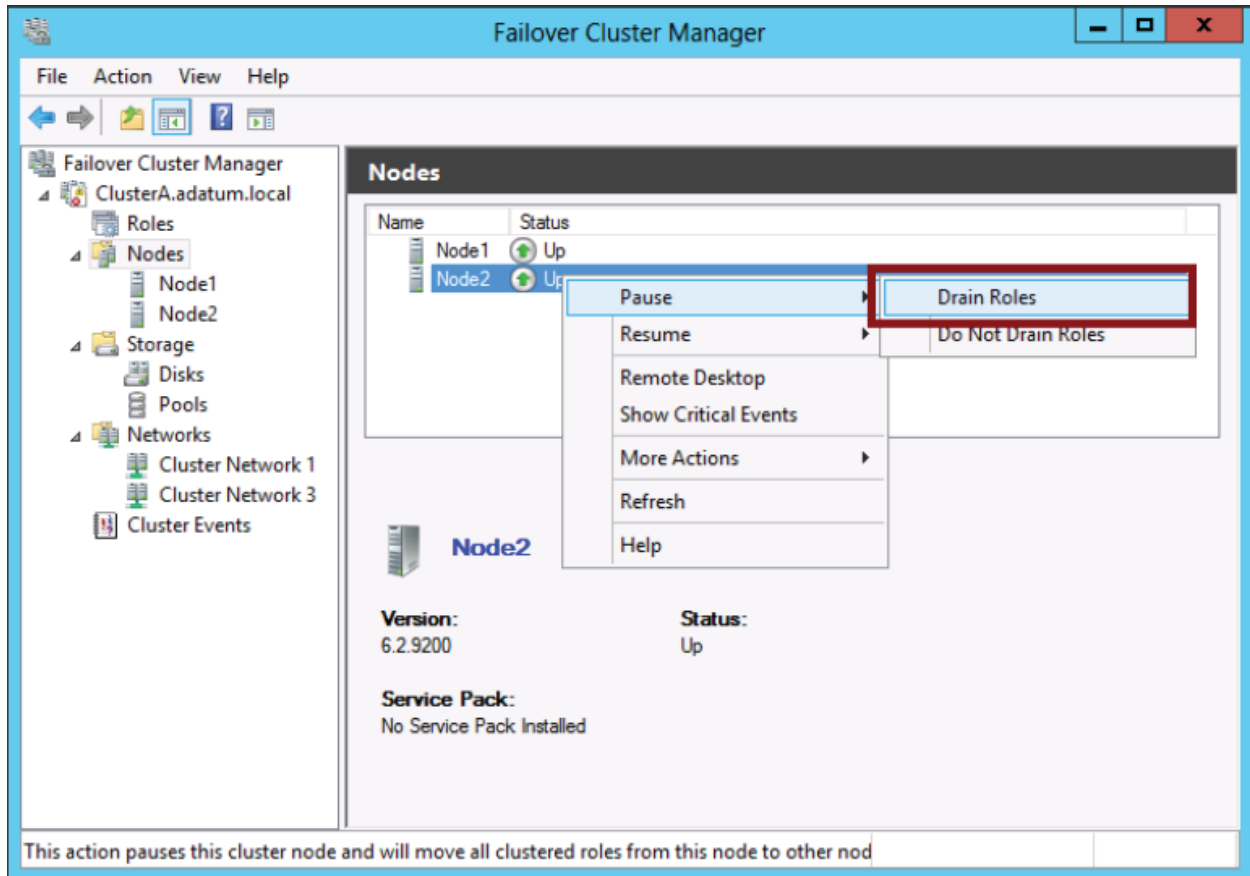 Failover Cluster Manager
File Action View Help
Failover Cluster Manager
ClusterA.adatum.local
Roles
Nodes
Node1
Node2
Storage
Disks
Pools
Networks
Cluster Network 1
Cluster Network 3
Cluster Events
Nodes
Name Status
Node1 Up
Node2 Up
Pause
Resume
Remote Desktop
Show Critical Events
More Actions
Refresh
Help
Drain Roles
Do Not Drain Roles
Node2
Version: Status:
6.2.9200 Up
Service Pack:
No Service Pack Installed
This action pauses this cluster node and will move all clustered roles from this node to other nod